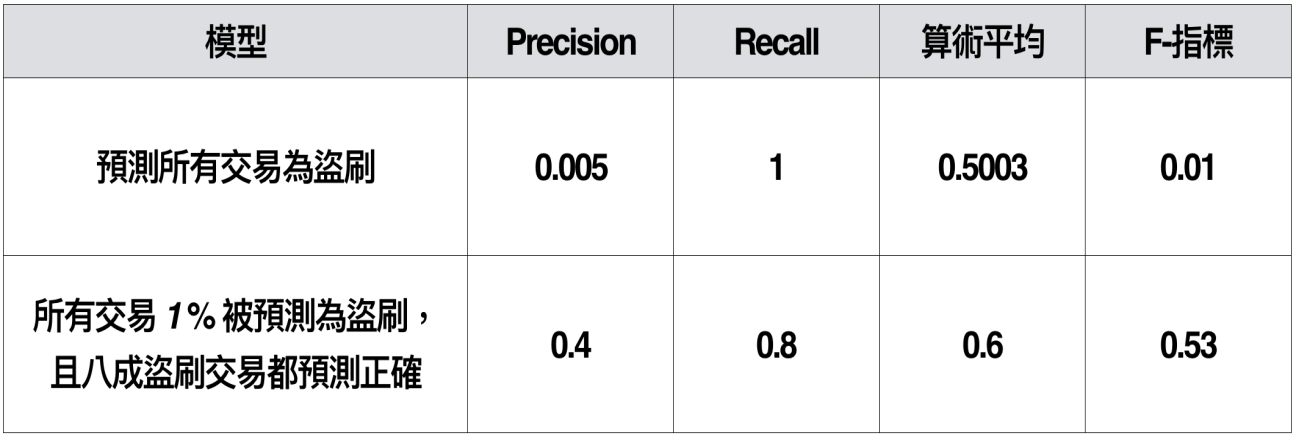 模型 Precision Recall 算術平均 F-指標
預測所有交易為盜刷 0.005 1 0.5003 0.01
所有交易 1% 被預測為盜刷，
且八成盜刷交易都預測正確 0.4 0.8 0.6 0.53